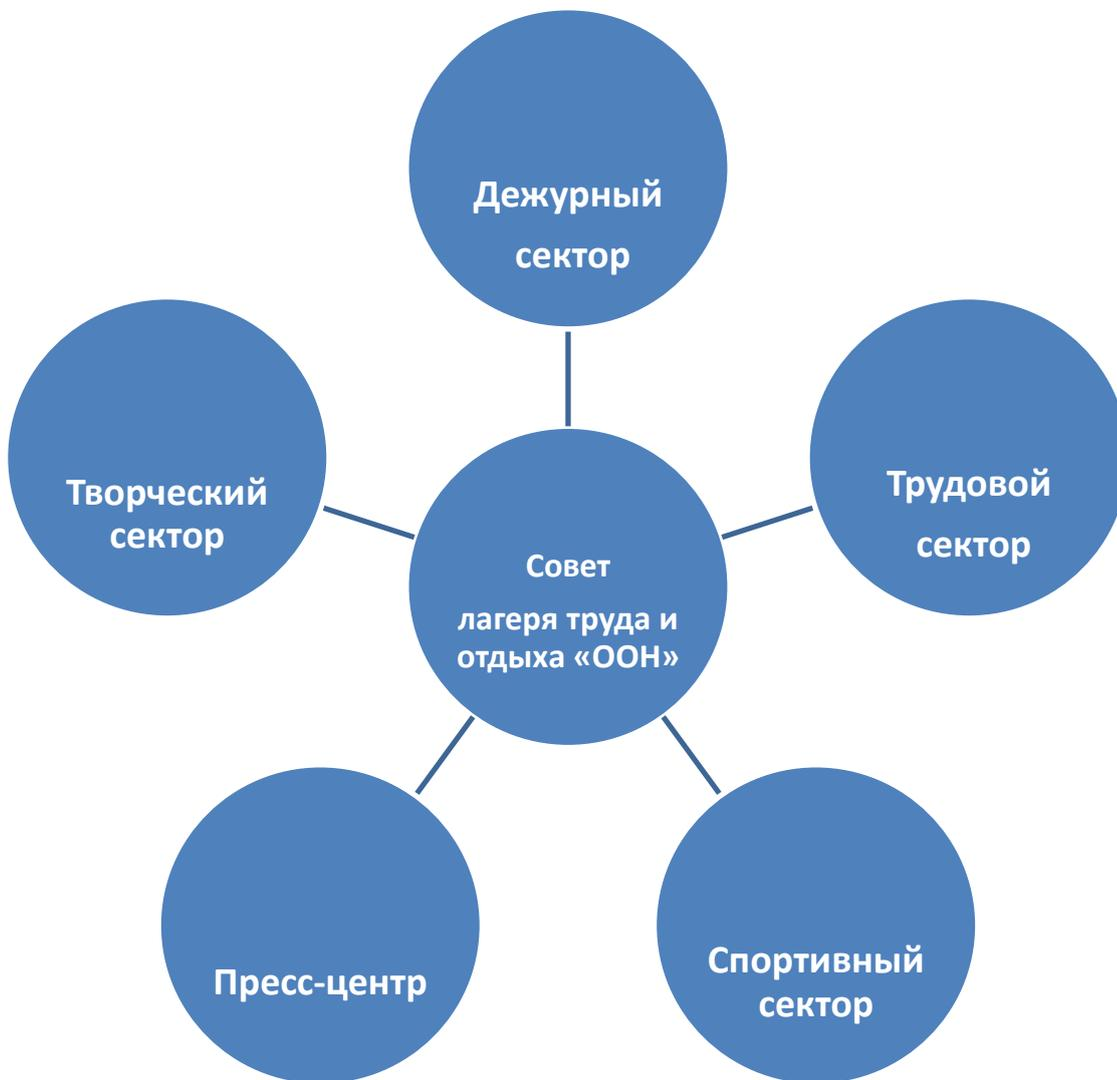 Дежурный
сектор
Творческий
сектор
Трудовой
сектор
Совет
лагеря труда и
отдыха «ООН»
Пресс-центр
Спортивный
сектор